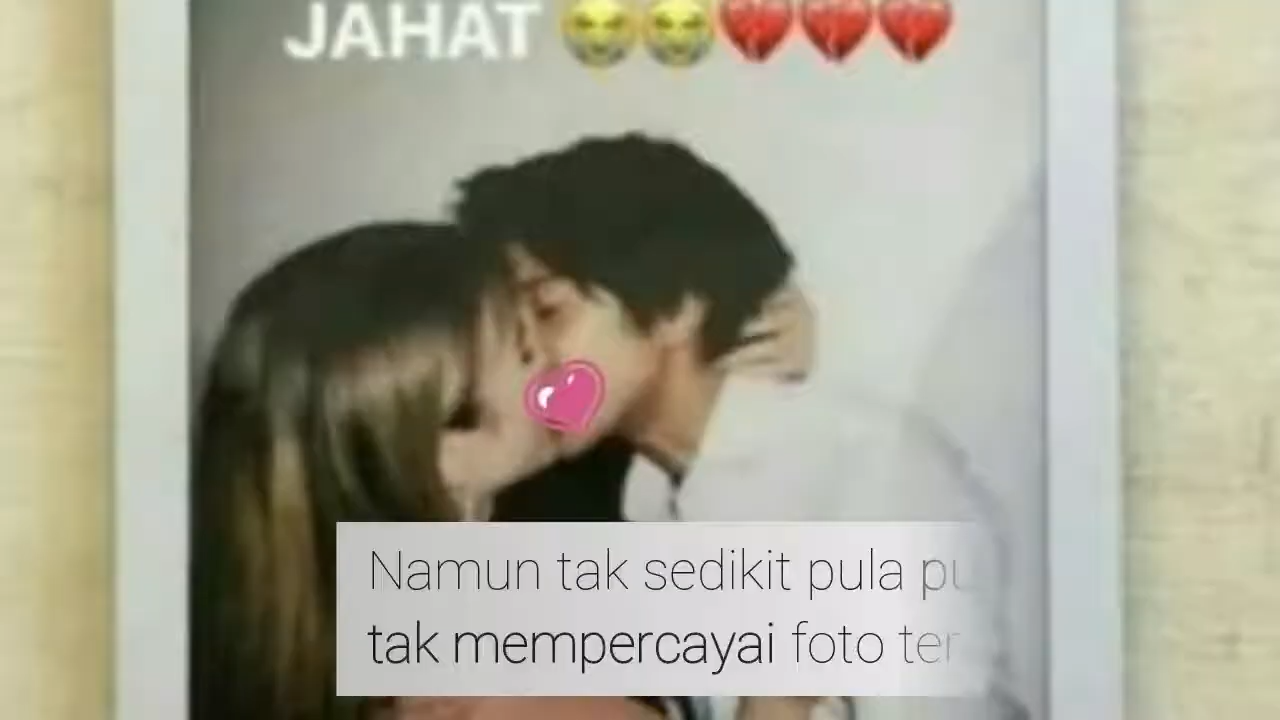 JAHAT 😭😭💔💔💔
Namun tak sedikit pula
tak mempercayai foto